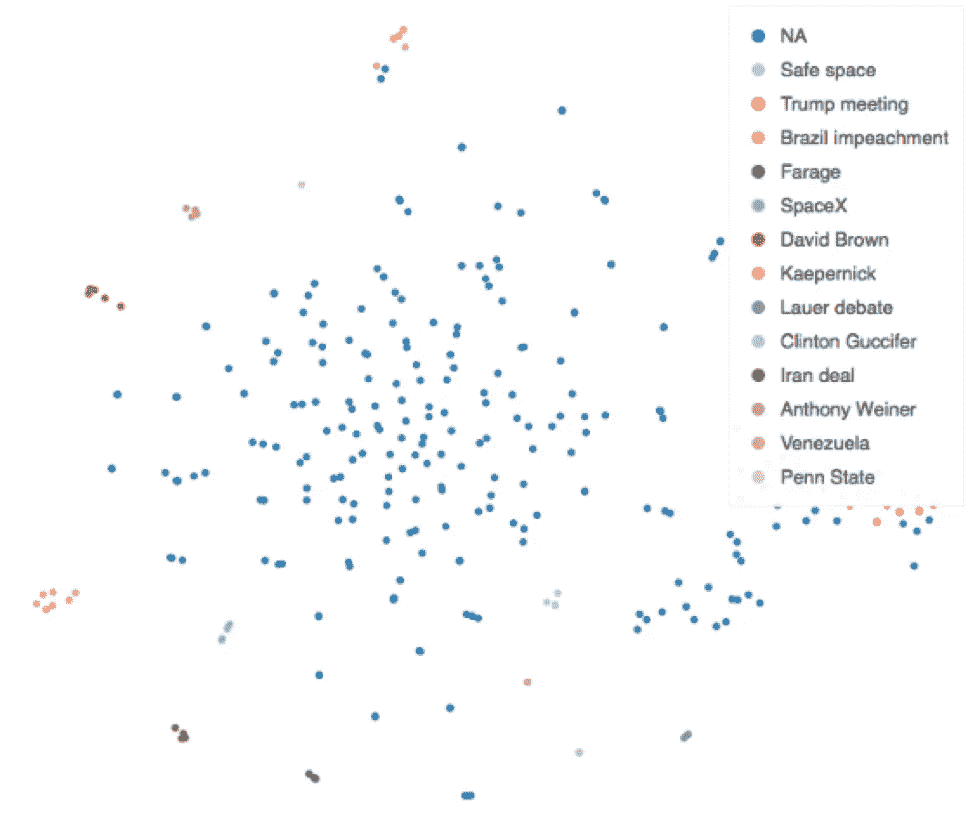 NA
Safe space
Trump meeting
Brazil impeachment
Farage
SpaceX
David Brown
Kaepernick
Lauer debate
Clinton Guccifer
Iran deal
Anthony Weiner
Venezuela
Penn State